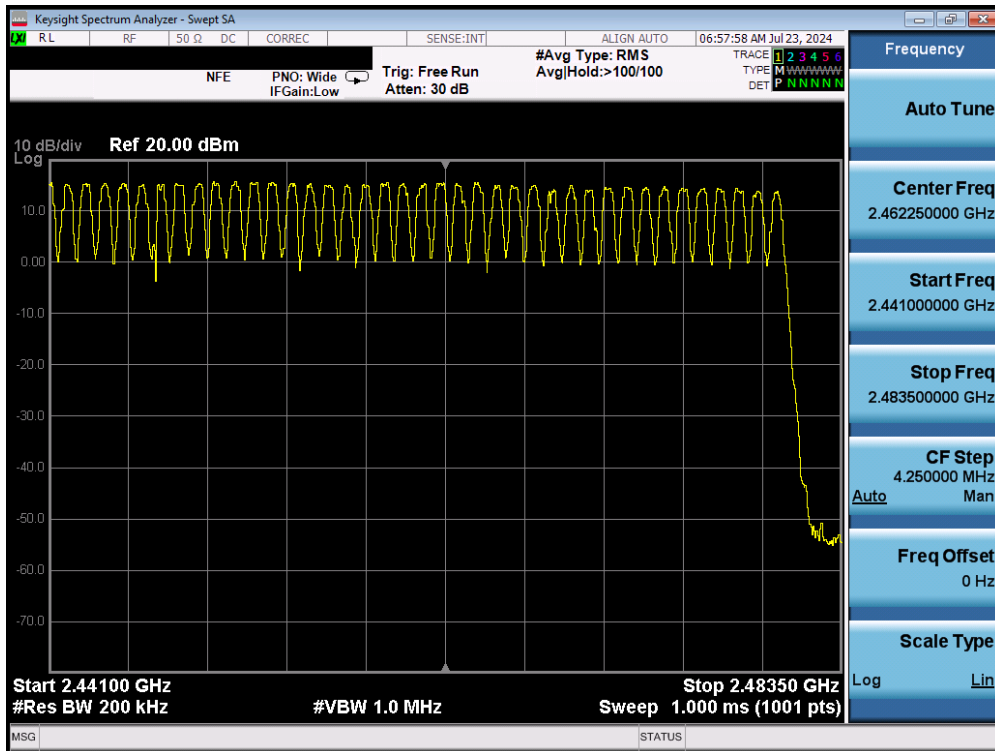 Keysight Spectrum Analyzer - Swept SA
LXI RL RF 50 Ω DC CORREC SENSE:INT ALIGN AUTO 06:57:58 AM Jul 23, 2024
NFE PNO: Wide Trig: Free Run #Avg Type: RMS TRACE 1 2 3 4 5 6
IFGain:Low Atten: 30 dB Avg|Hold:>100/100 TYPE M WWWWW
DET P N N N N N
Frequency
Auto Tune
Center Freq
2.462250000 GHz
Start Freq
2.441000000 GHz
Stop Freq
2.483500000 GHz
CF Step
4.250000 MHz
Auto Man
Freq Offset
0 Hz
Scale Type
Log Lin
10 dB/div Ref 20.00 dBm
Log
10.0
0.00
-10.0
-20.0
-30.0
-40.0
-50.0
-60.0
-70.0
Start 2.44100 GHz Stop 2.48350 GHz
#Res BW 200 kHz #VBW 1.0 MHz Sweep 1.000 ms (1001 pts)
MSG STATUS